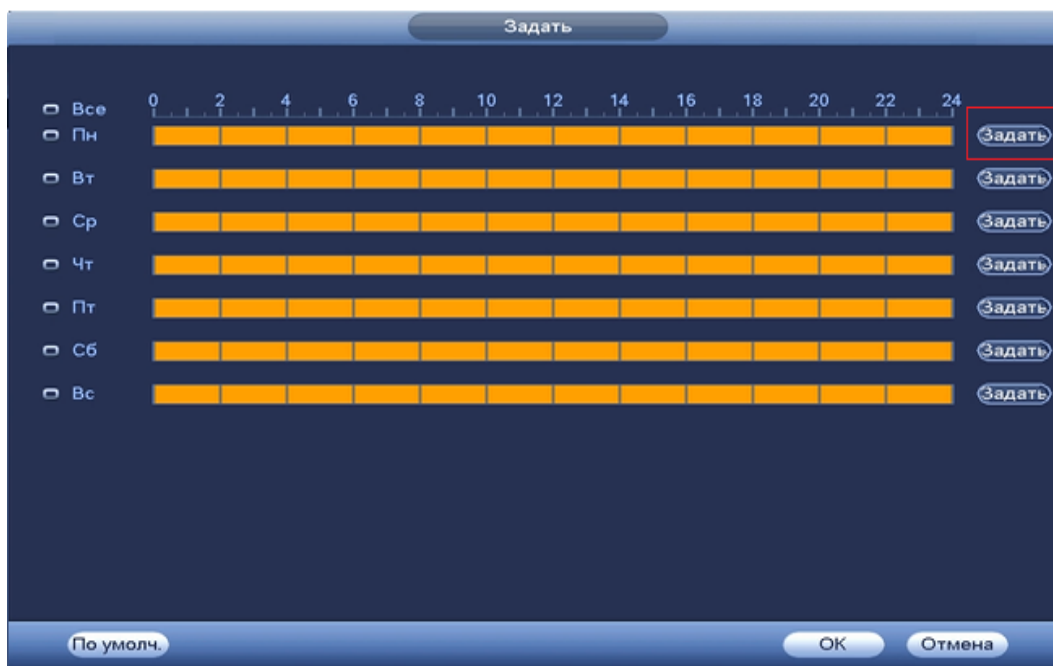 Задать
0 2 4 6 8 10 12 14 16 18 20 22 24
Все
Пн Задать
Вт Задать
Ср Задать
Чт Задать
Пт Задать
Сб Задать
Вс Задать
По умолч. OK Отмена